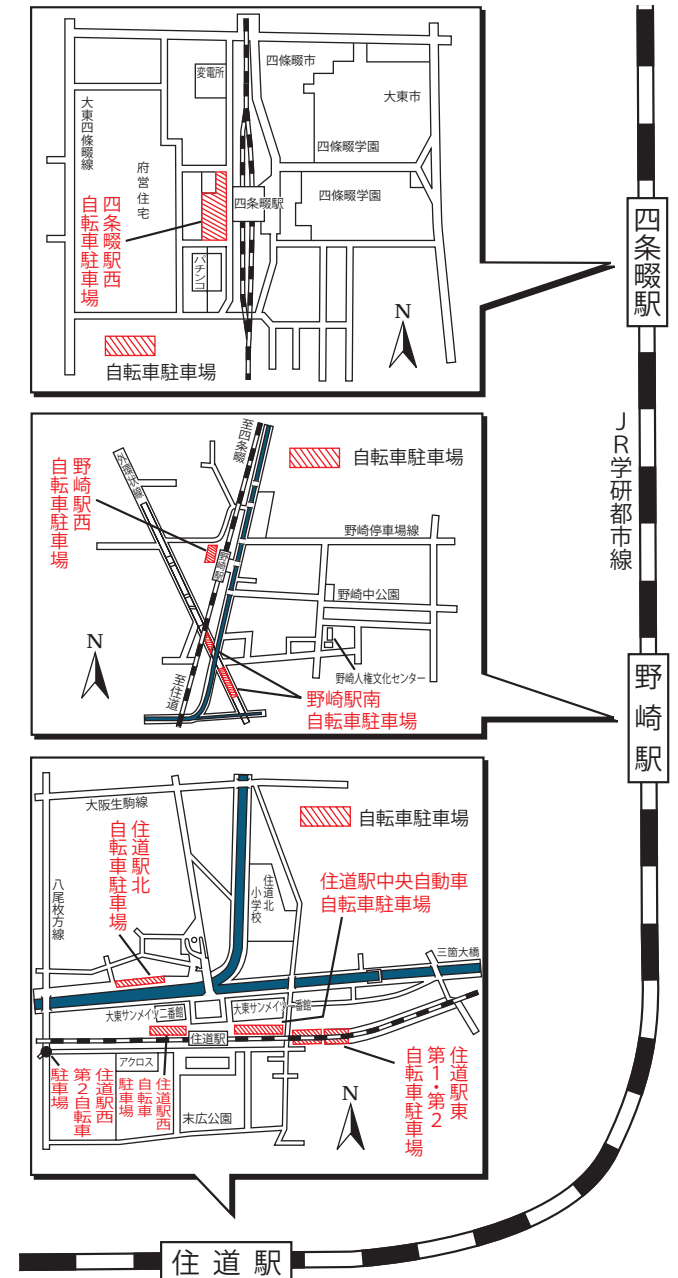 四條畷市
変電所
大東市
大東四條畷線
四條畷学園
府営住宅
四條畷学園
四条畷駅
四条畷駅西
自転車駐車場
パチンコ
N
自転車駐車場
四条畷駅
JR学研都市線
至四条畷
外環状線
自転車駐車場
野崎駅西
自転車駐車場
野崎停車場線
野崎駅
野崎中公園
N
野崎人権文化センター
至住道
野崎駅南
自転車駐車場
野崎駅
大阪生駒線
自転車駐車場
住道駅北
自転車駐車場
住道駅中央自動車
自転車駐車場
八尾枚方線
住道北
小学校
三箇大橋
大東サンメイツ二番館
大東サンメイツ一番館
住道駅
アクロス
住道駅西
第2自転車
駐車場
住道駅西
自転車
駐車場
末広公園
N
住道駅東
第1・第2
自転車駐車場
住道駅